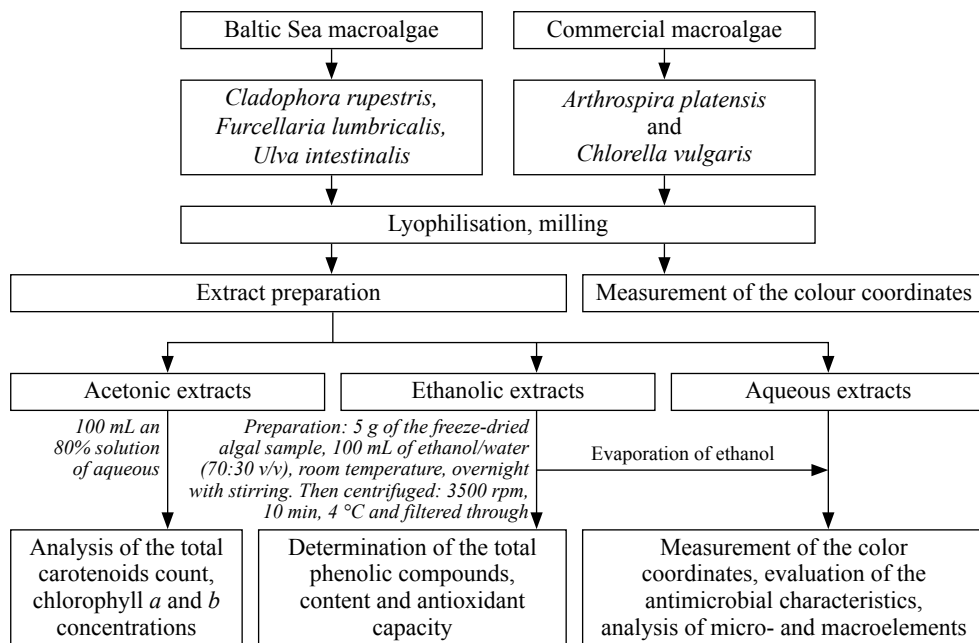 Baltic Sea macroalgae
Commercial macroalgae
Cladophora rupestris,
Furcellaria lumbricalis,
Ulva intestinalis
Arthrospira platensis
and
Chlorella vulgaris
Lyophilisation, milling
Extract preparation
Measurement of the colour coordinates
Acetonic extracts
Ethanolic extracts
Aqueous extracts
100 mL an
80% solution
of aqueous
Preparation: 5 g of the freeze-dried
algal sample, 100 mL of ethanol/water
(70:30 v/v), room temperature, overnight
with stirring. Then centrifuged: 3500 rpm,
10 min, 4 °C and filtered through
Evaporation of ethanol
Analysis of the total
carotenoids count,
chlorophyll a and b
concentrations
Determination of the total
phenolic compounds,
content and antioxidant
capacity
Measurement of the color
coordinates, evaluation of the
antimicrobial characteristics,
analysis of micro- and macroelements